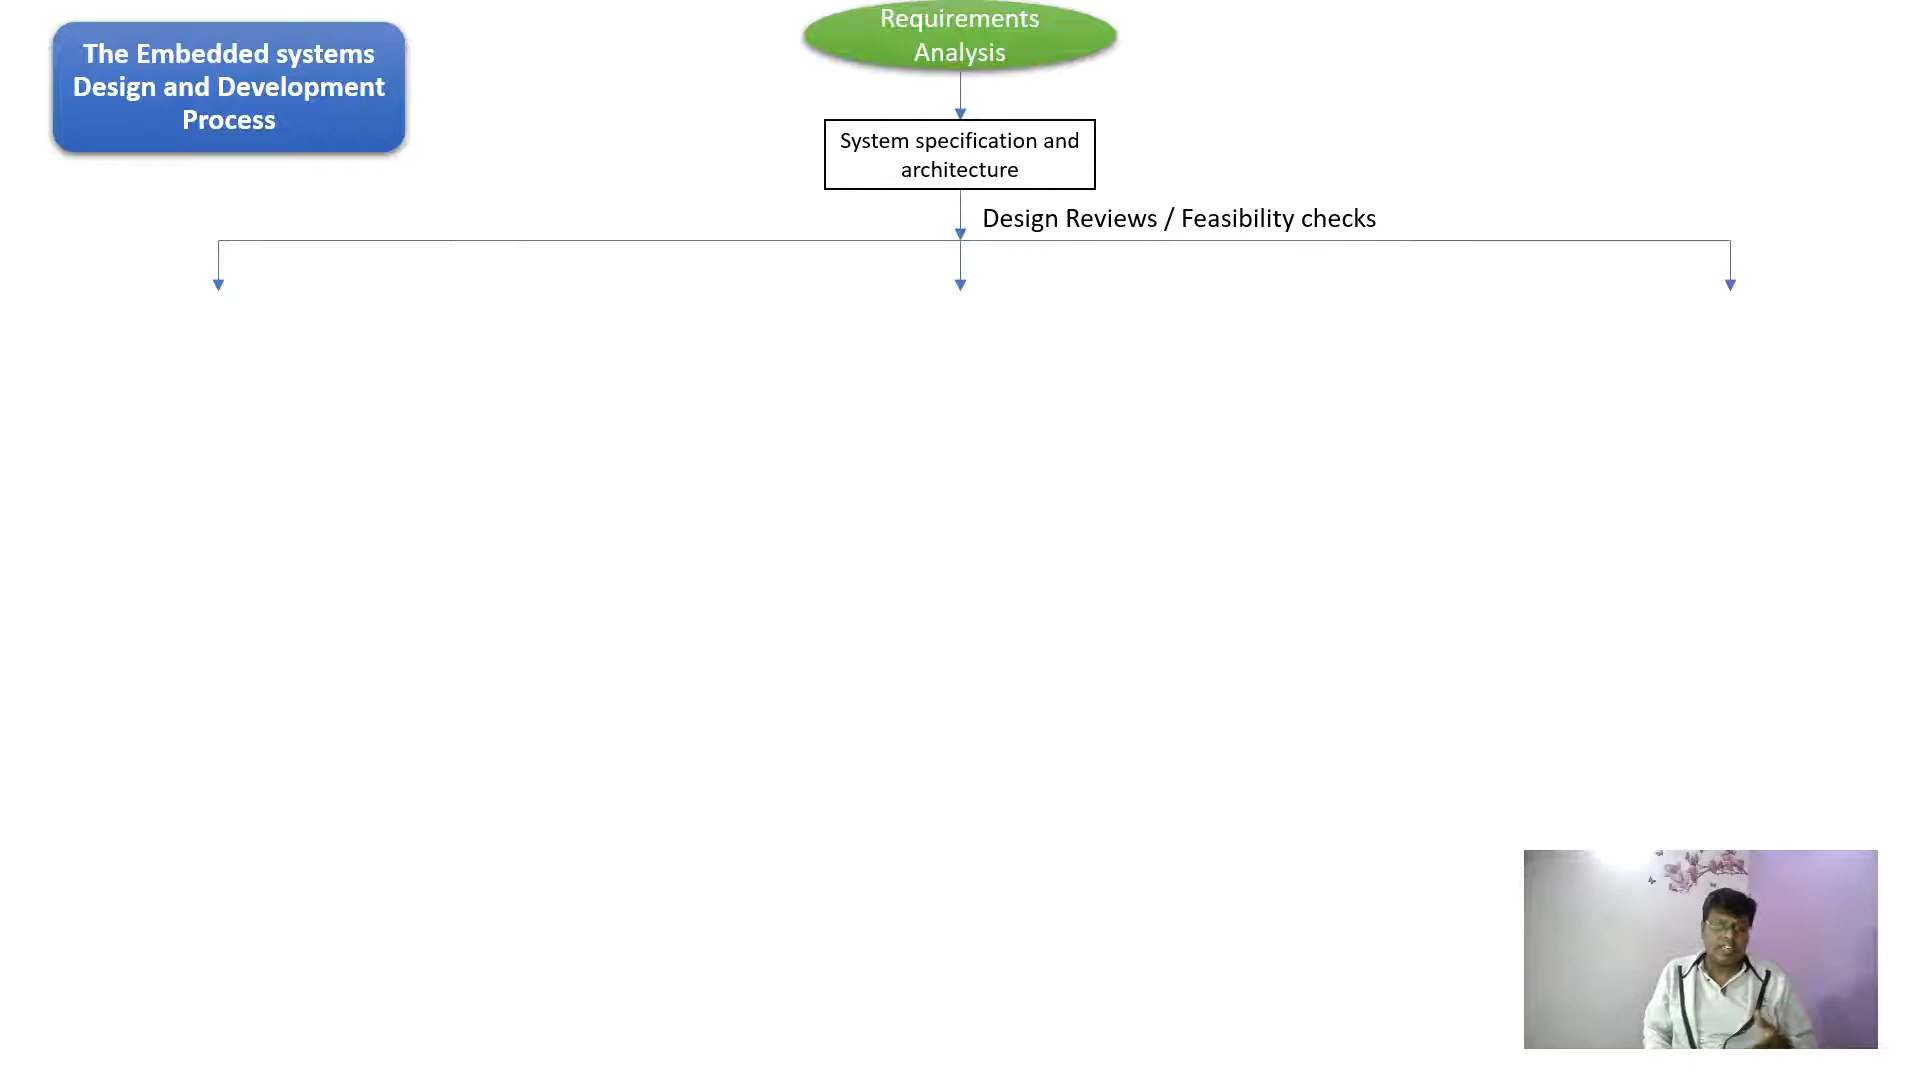 The Embedded systems
Design and Development
Process
Requirements
Analysis
System specification and
architecture
Design Reviews / Feasibility checks